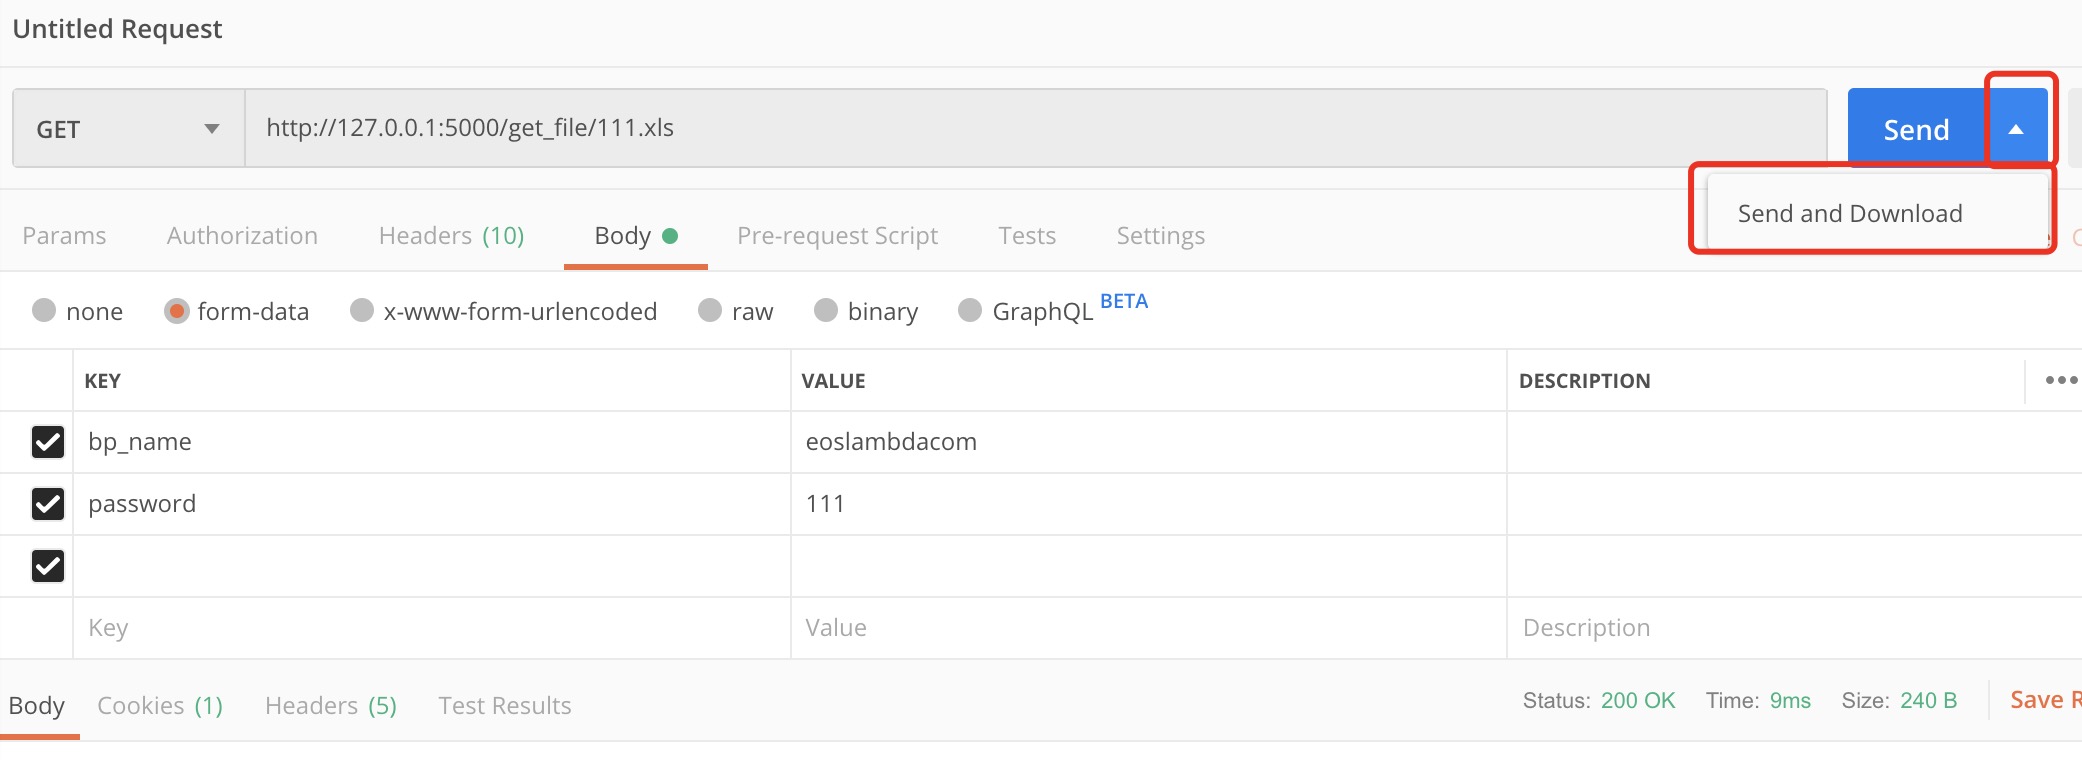 Untitled Request
GET http://127.0.0.1:5000/get_file/111.xls Send
Send and Download
Params Authorization Headers (10) Body Pre-request Script Tests Settings
none form-data x-www-form-urlencoded raw binary GraphQL BETA
KEY VALUE DESCRIPTION
bp_name eoslambdacom
password 111
Key Value Description
Body Cookies (1) Headers (5) Test Results Status: 200 OK Time: 9ms Size: 240 B Save R